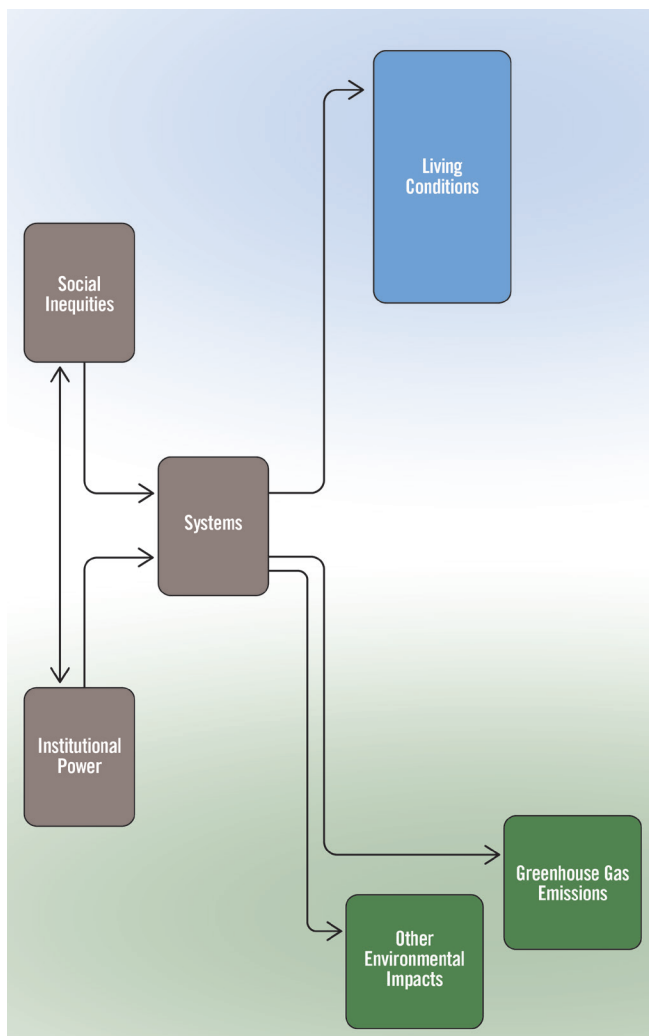 Living
Conditions
Social
Inequities
Systems
Institutional
Power
Greenhouse Gas
Emissions
Other
Environmental
Impacts